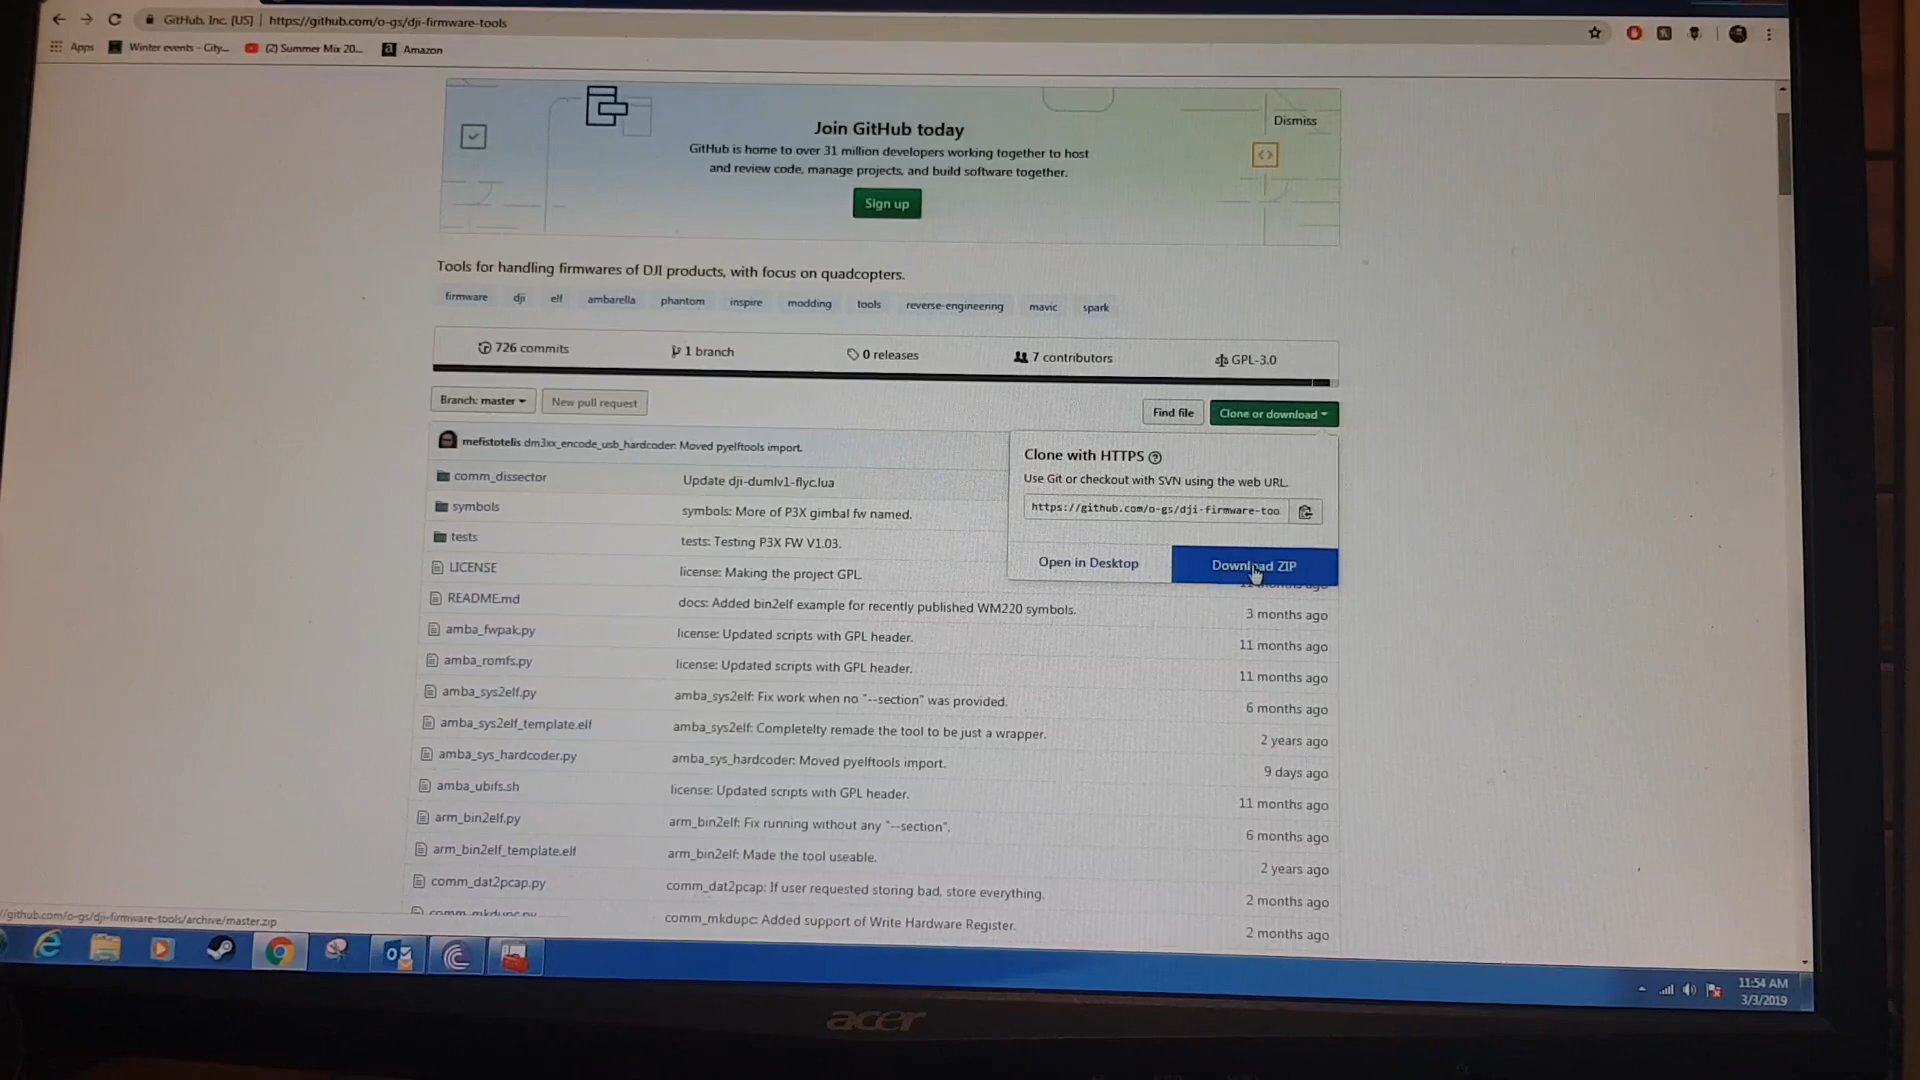 GitHub, Inc. [US] | https://github.com/o-gs/dji-firmware-tools
Apps Winter events - City... (2) Summer Mix 20... a Amazon
Join GitHub today
Dismiss
GitHub is home to over 31 million developers working together to host
and review code, manage projects, and build software together.
Sign up
Tools for handling firmwares of DJI products, with focus on quadcopters.
firmware dji elf ambarella phantom inspire modding tools reverse-engineering mavic spark
726 commits 1 branch 0 releases 7 contributors GPL-3.0
Branch: master New pull request Find file Clone or download
mefistotelis dm3xx_encode_usb_hardcoder: Moved pyelftools import.
Clone with HTTPS
Use Git or checkout with SVN using the web URL.
https://github.com/o-gs/dji-firmware-too
Open in Desktop Download ZIP
comm_dissector Update dji-dumlv1-flyc.lua
symbols symbols: More of P3X gimbal fw named.
tests tests: Testing P3X FW V1.03.
LICENSE license: Making the project GPL. 11 months ago
README.md docs: Added bin2elf example for recently published WM220 symbols. 3 months ago
amba_fwpak.py license: Updated scripts with GPL header. 11 months ago
amba_romfs.py license: Updated scripts with GPL header. 11 months ago
amba_sys2elf.py amba_sys2elf: Fix work when no "--section" was provided. 6 months ago
amba_sys2elf_template.elf amba_sys2elf: Completelty remade the tool to be just a wrapper. 2 years ago
amba_sys_hardcoder.py amba_sys_hardcoder: Moved pyelftools import. 9 days ago
amba_ubifs.sh license: Updated scripts with GPL header. 11 months ago
arm_bin2elf.py arm_bin2elf: Fix running without any "--section". 6 months ago
arm_bin2elf_template.elf arm_bin2elf: Made the tool useable. 2 years ago
comm_dat2pcap.py comm_dat2pcap: If user requested storing bad, store everything. 2 months ago
comm_mkdupc.py comm_mkdupc: Added support of Write Hardware Register. 2 months ago
//github.com/o-gs/dji-firmware-tools/archive/master.zip
11:54 AM
3/3/2019
acer